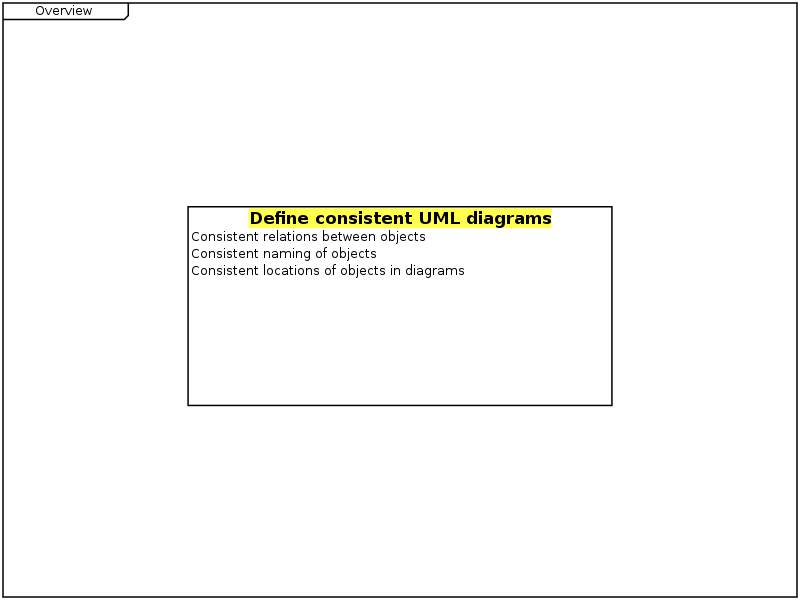 Overview
Define consistent UML diagrams
Consistent relations between objects
Consistent naming of objects
Consistent locations of objects in diagrams